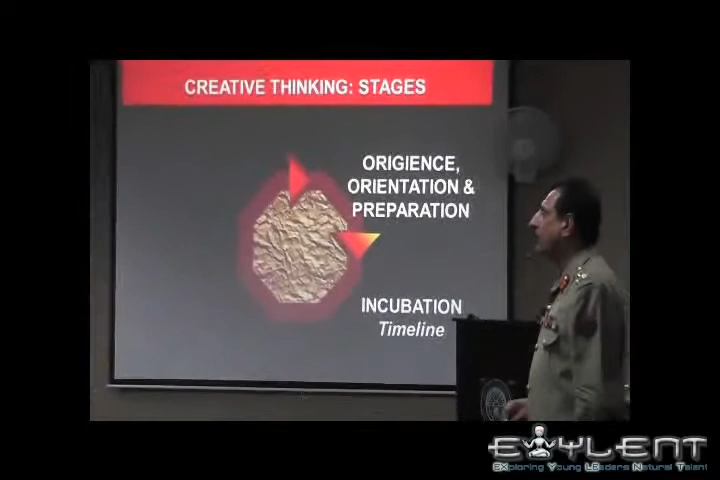 CREATIVE THINKING: STAGES
ORIGIENCE,
ORIENTATION &
PREPARATION
INCUBATION
Timeline
EXYLENT
EXploring Young LEaders Natural Talent